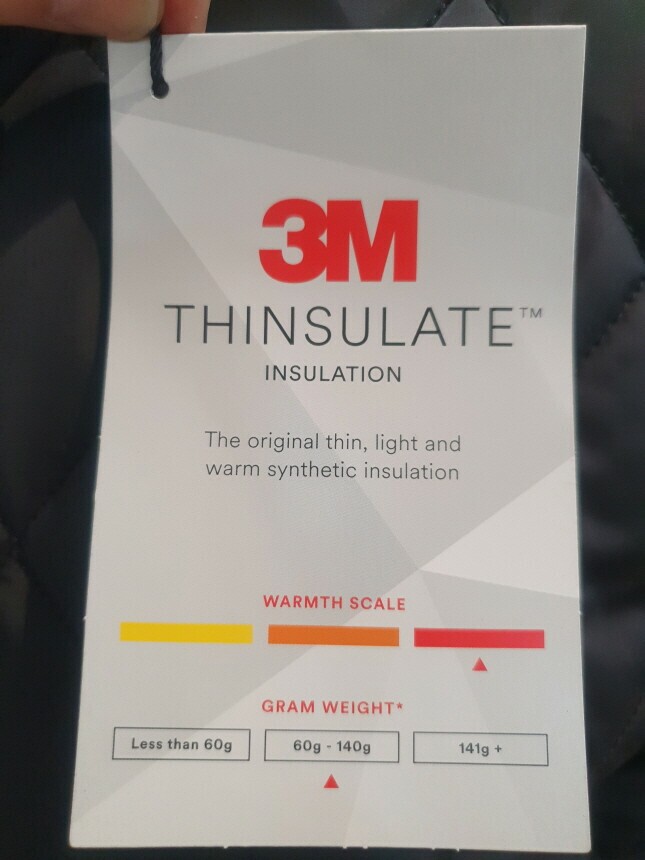 3M
THINSULATE™
INSULATION
The original thin, light and
warm synthetic insulation
WARMTH SCALE
GRAM WEIGHT*
Less than 60g
60g - 140g
141g +